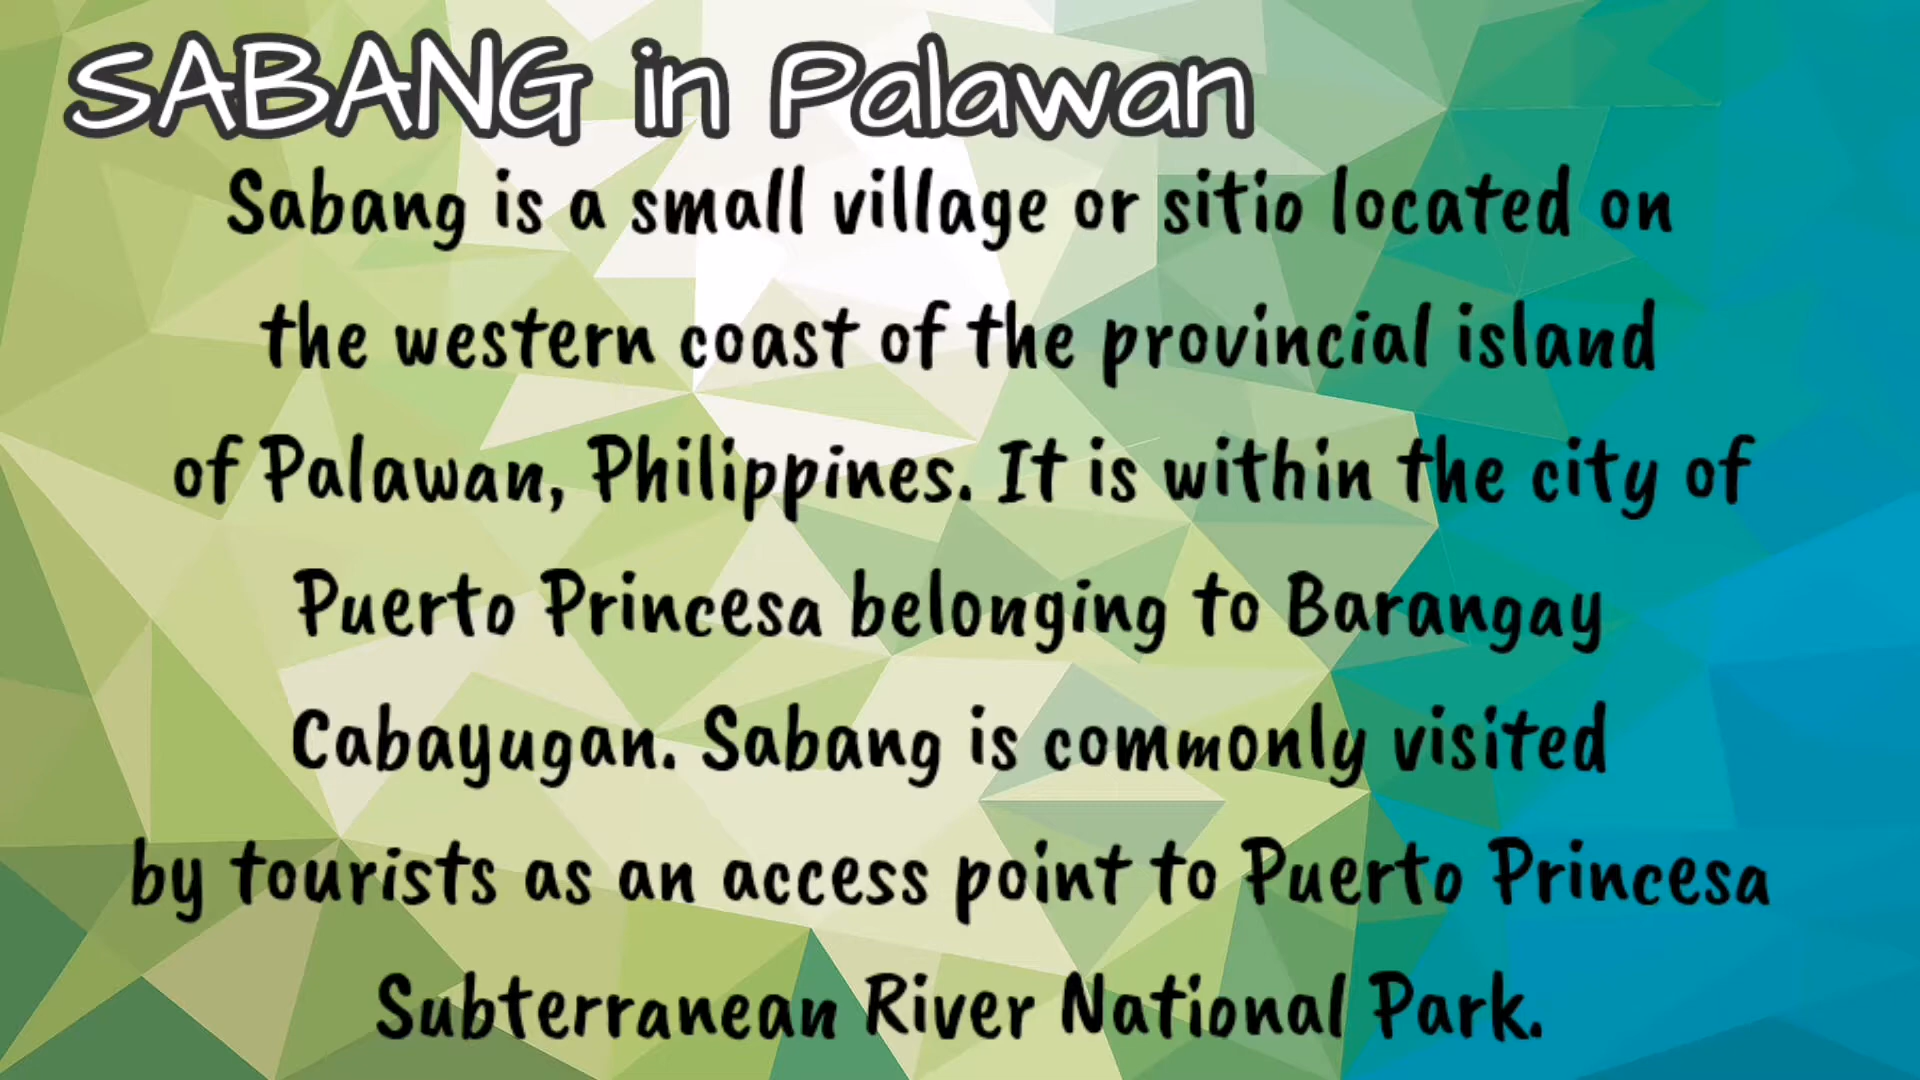 SABANG in Palawan
Sabang is a small village or sitio located on
the western coast of the provincial island
of Palawan, Philippines. It is within the city of
Puerto Princesa belonging to Barangay
Cabayugan. Sabang is commonly visited
by tourists as an access point to Puerto Princesa
Subterranean River National Park.